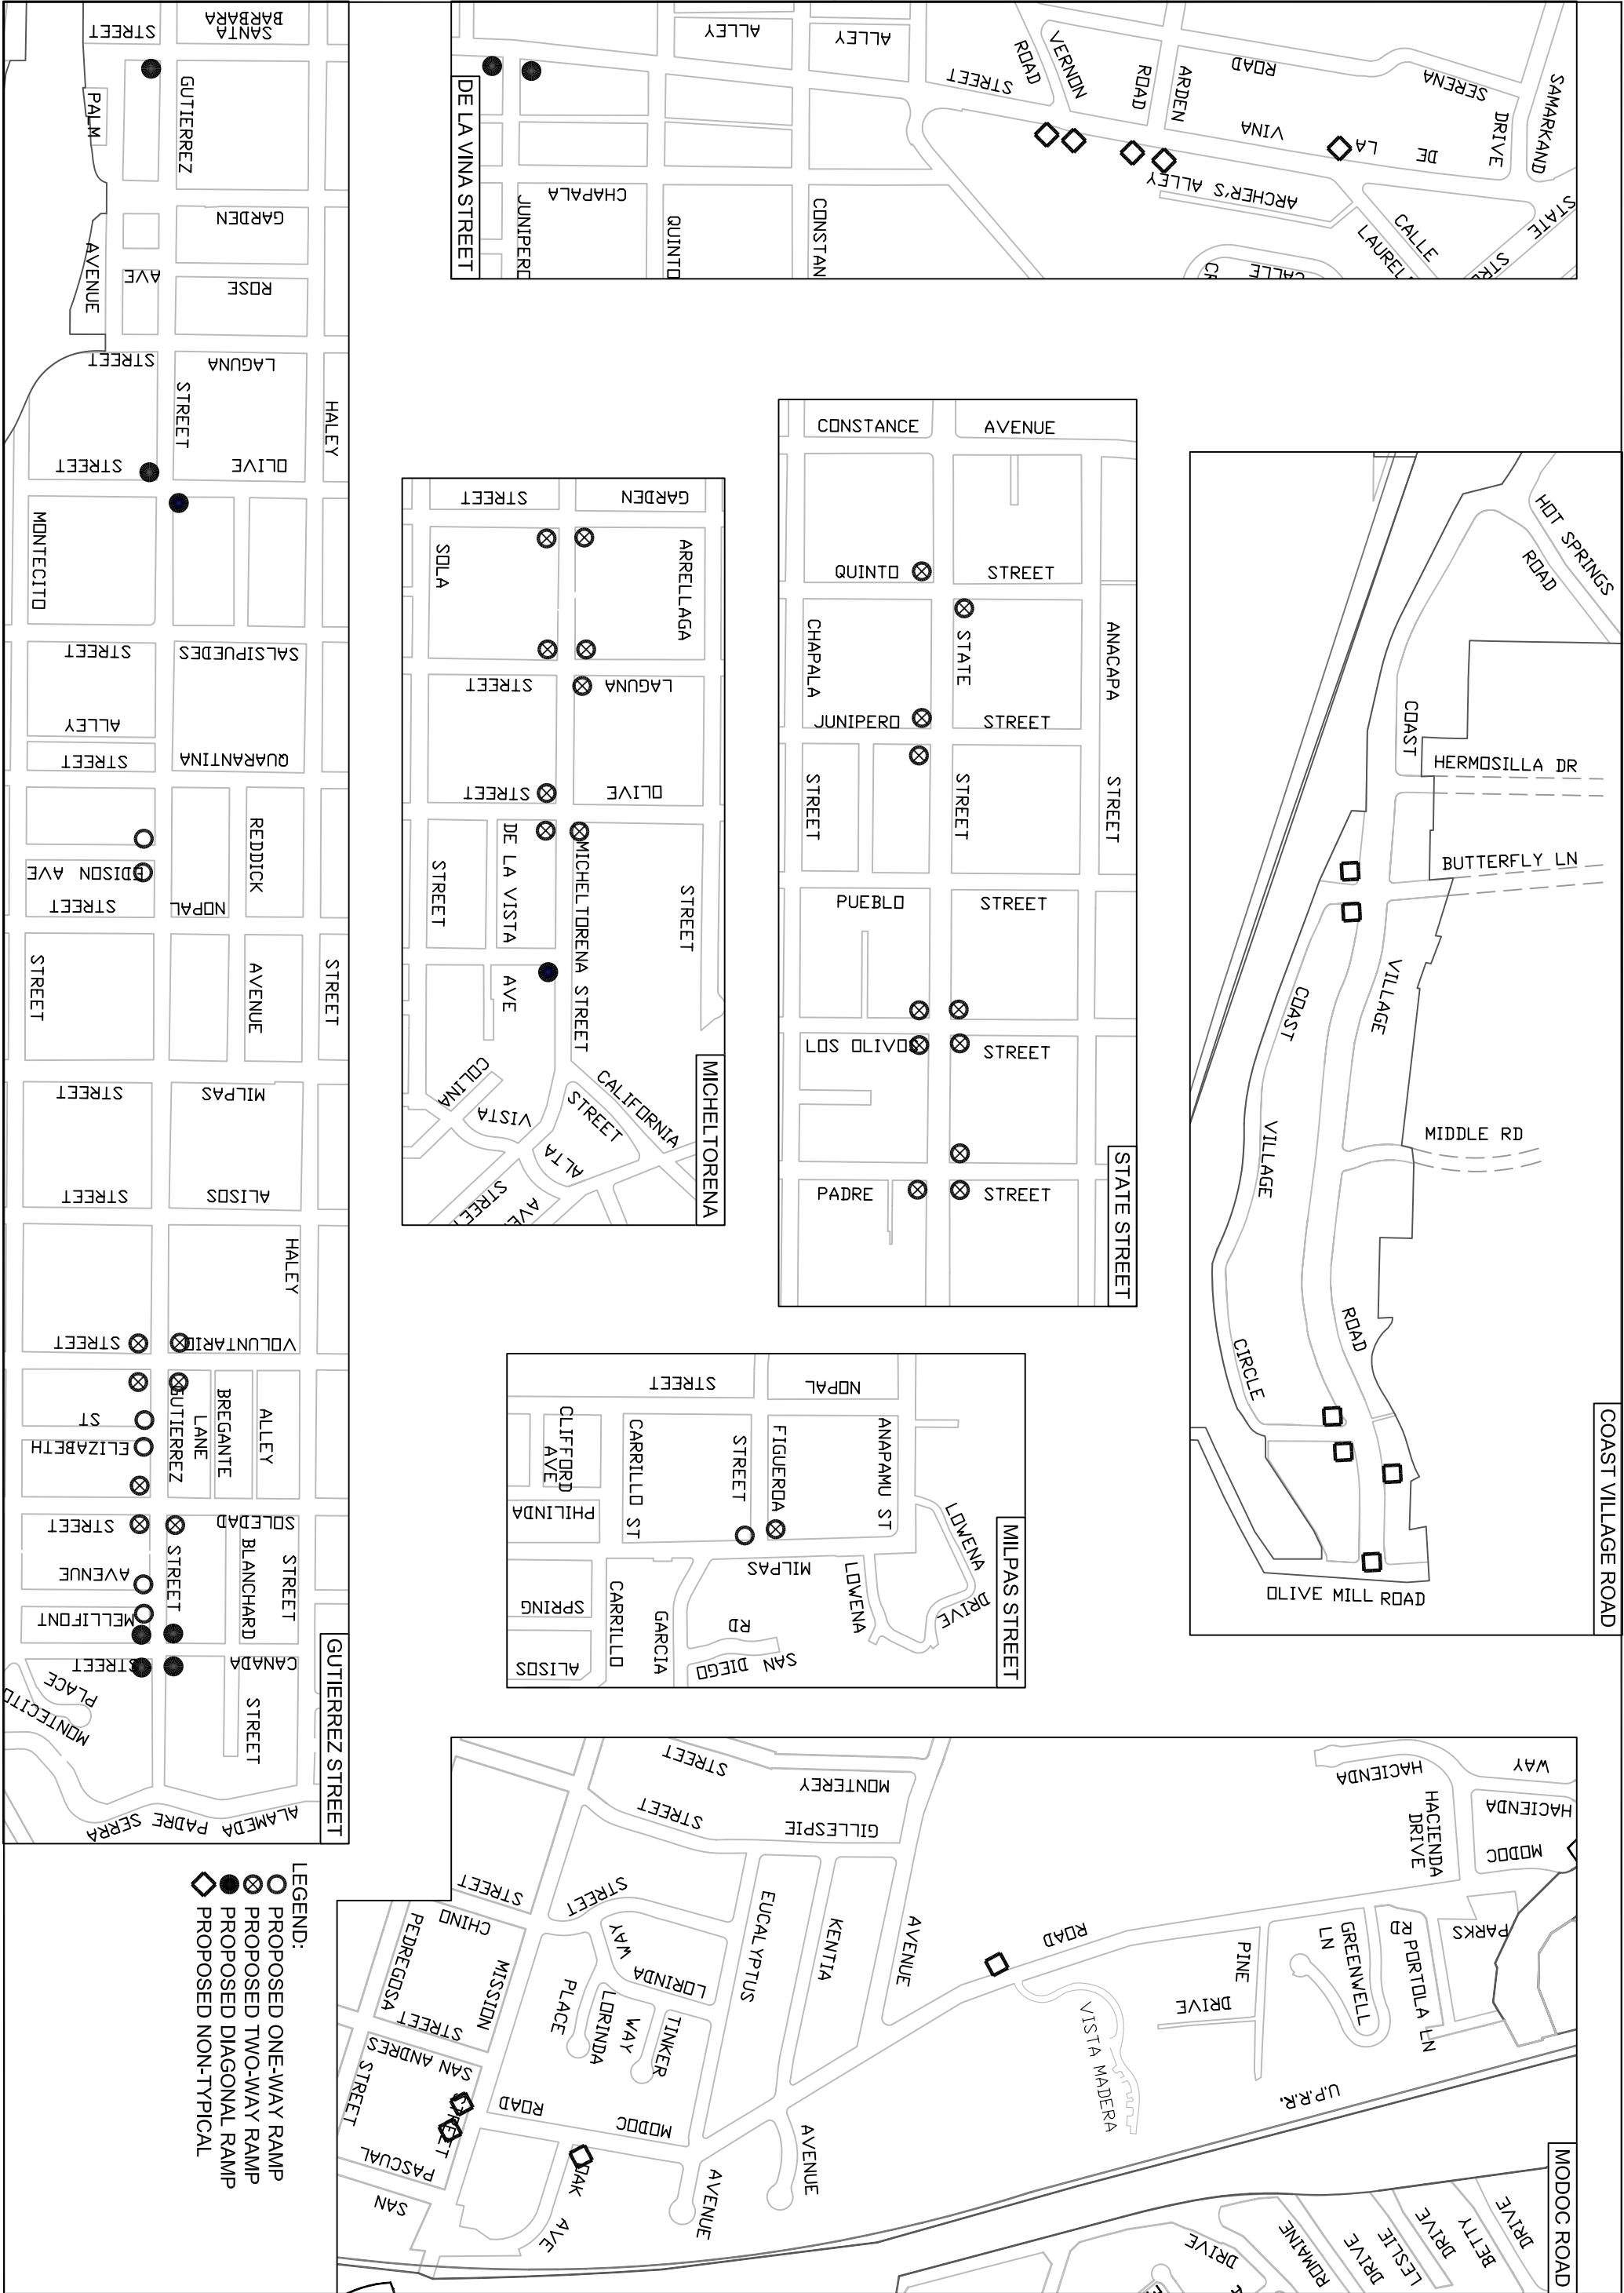 SANTA
BARBARA
STREET
GUTIERREZ
PALM
GARDEN
AVENUE
AVE
ROSE
LAGUNA
STREET
STREET
HALEY
OLIVE
STREET
MONTECITO
SALSIPUEDES
STREET
ALLEY
QUARANTINA
STREET
REDDICK
EDISON AVE
NOPAL
STREET
STREET
AVENUE
STREET
MILPAS
STREET
ALISOS
STREET
HALEY
VOLUNTARIO
STREET
GUTIERREZ
LANE
BREGANTE
ALLEY
ELIZABETH
ST
SOLEDAD
STREET
STREET
BLANCHARD
STREET
MELLIFONT
AVENUE
CANADA
STREET
STREET
MONTECITO
PLACE
ALAMEDA PADRE SERRA
GUTIERREZ STREET
DE LA VINA STREET
JUNIPERO
CHAPALA
QUINTO
ALLEY
ALLEY
CONSTAN
STREET
VERNON
ROAD
ARDEN
ROAD
SERENA
ROAD
DE
LA
VINA
SAMARKAND
DRIVE
ARCHER'S ALLEY
CALLE
LAUREL
STATE
STR
CALLE
MICHELTORENA
GARDEN
STREET
SOLA
ARRELLAGA
LAGUNA
STREET
OLIVE
STREET
STREET
DE LA VISTA
AVE
MICHELTORENA STREET
STREET
COLINA
VISTA
ALTA
CALIFORNIA
STREET
STREET
AVE
STATE STREET
CONSTANCE AVENUE
QUINTO STREET
CHAPALA
STATE
ANACAPA
JUNIPERO STREET
STREET
STREET
STREET
PUEBLO STREET
LOS OLIVOS STREET
PADRE STREET
COAST VILLAGE ROAD
HOT SPRINGS
ROAD
COAST
HERMOSILLA DR
BUTTERFLY LN
VILLAGE
COAST
MIDDLE RD
VILLAGE
ROAD
CIRCLE
OLIVE MILL ROAD
MILPAS STREET
NOPAL
STREET
CLIFFORD
AVE
CARRILLO ST
STREET
FIGUEROA
ANAPAMU ST
PHILINDA
LOWENA
DRIVE
MILPAS
LOWENA
SPRING
CARRILLO
GARCIA
SAN DIEGO
RD
ALISOS
MODOC ROAD
MONTEREY
STREET
GILLESPIE
STREET
HACIENDA
WAY
HACIENDA
HACIENDA
DRIVE
MODOC
CHINO
STREET
STREET
EUCALYPTUS
KENTIA
AVENUE
ROAD
PINE
DRIVE
GREENWELL
LN
PORTOLA LN
RD
PARKS
PEDREGOSA
MISSION
STREET
LORINDA
WAY
PLACE
LORINDA
WAY
TINKER
SAN ANDRES
STREET
STREET
MODOC
ROAD
VISTA MADERA
U.P.R.R.
SAN
PASCUAL
OAK
AVE
AVENUE
AVENUE
DRIVE
ROMAINE
DRIVE
LESLIE
DRIVE
BETTY
DRIVE
LEGEND:
PROPOSED ONE-WAY RAMP
PROPOSED TWO-WAY RAMP
PROPOSED DIAGONAL RAMP
PROPOSED NON-TYPICAL